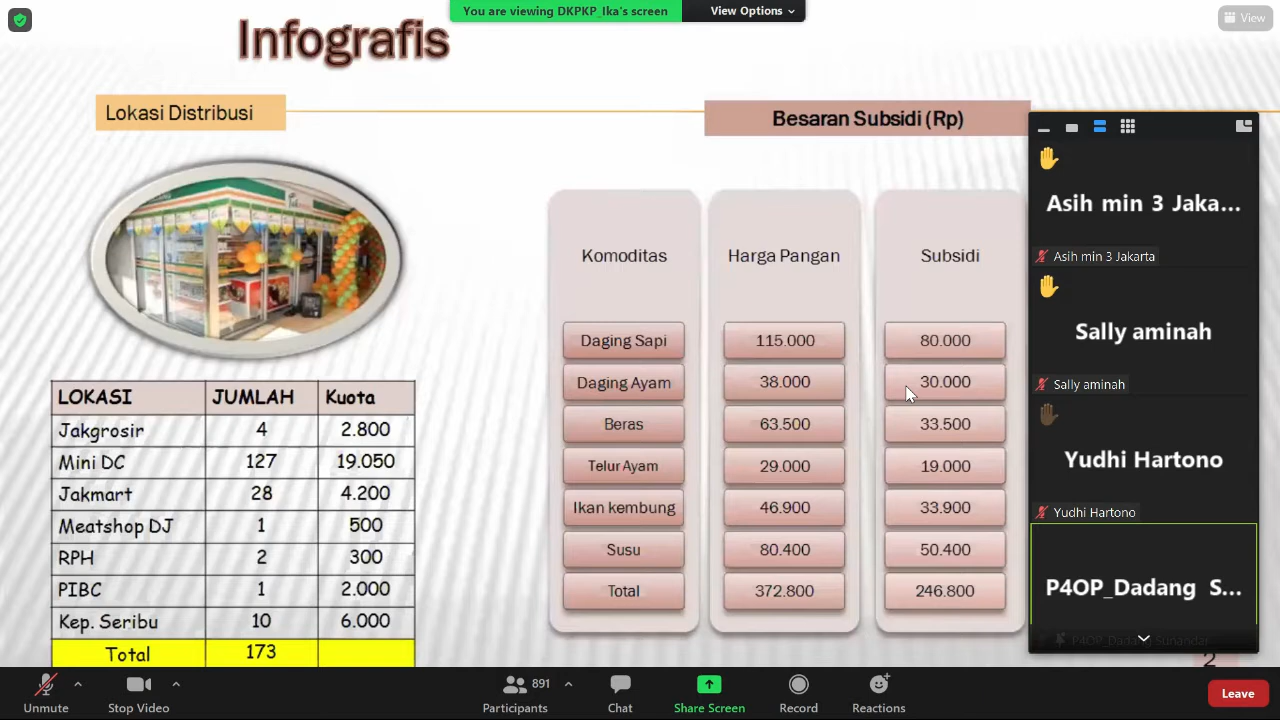 You are viewing DKPKP_Ika's screen
View Options
View
Infografis
Lokasi Distribusi
Besaran Subsidi (Rp)
Komoditas Harga Pangan Subsidi
Daging Sapi 115.000 80.000
Daging Ayam 38.000 30.000
Beras 63.500 33.500
Telur Ayam 29.000 19.000
Ikan kembung 46.900 33.900
Susu 80.400 50.400
Total 372.800 246.800
LOKASI JUMLAH Kuota
Jakgrosir 4 2.800
Mini DC 127 19.050
Jakmart 28 4.200
Meatshop DJ 1 500
RPH 2 300
PIBC 1 2.000
Kep. Seribu 10 6.000
Total 173
Asih min 3 Jaka...
Asih min 3 Jakarta
Sally aminah
Sally aminah
Yudhi Hartono
Yudhi Hartono
P4OP_Dadang S...
P4OP_Dadang Sunandar
2
Unmute
Stop Video
891
Participants
Chat
Share Screen
Record
Reactions
Leave